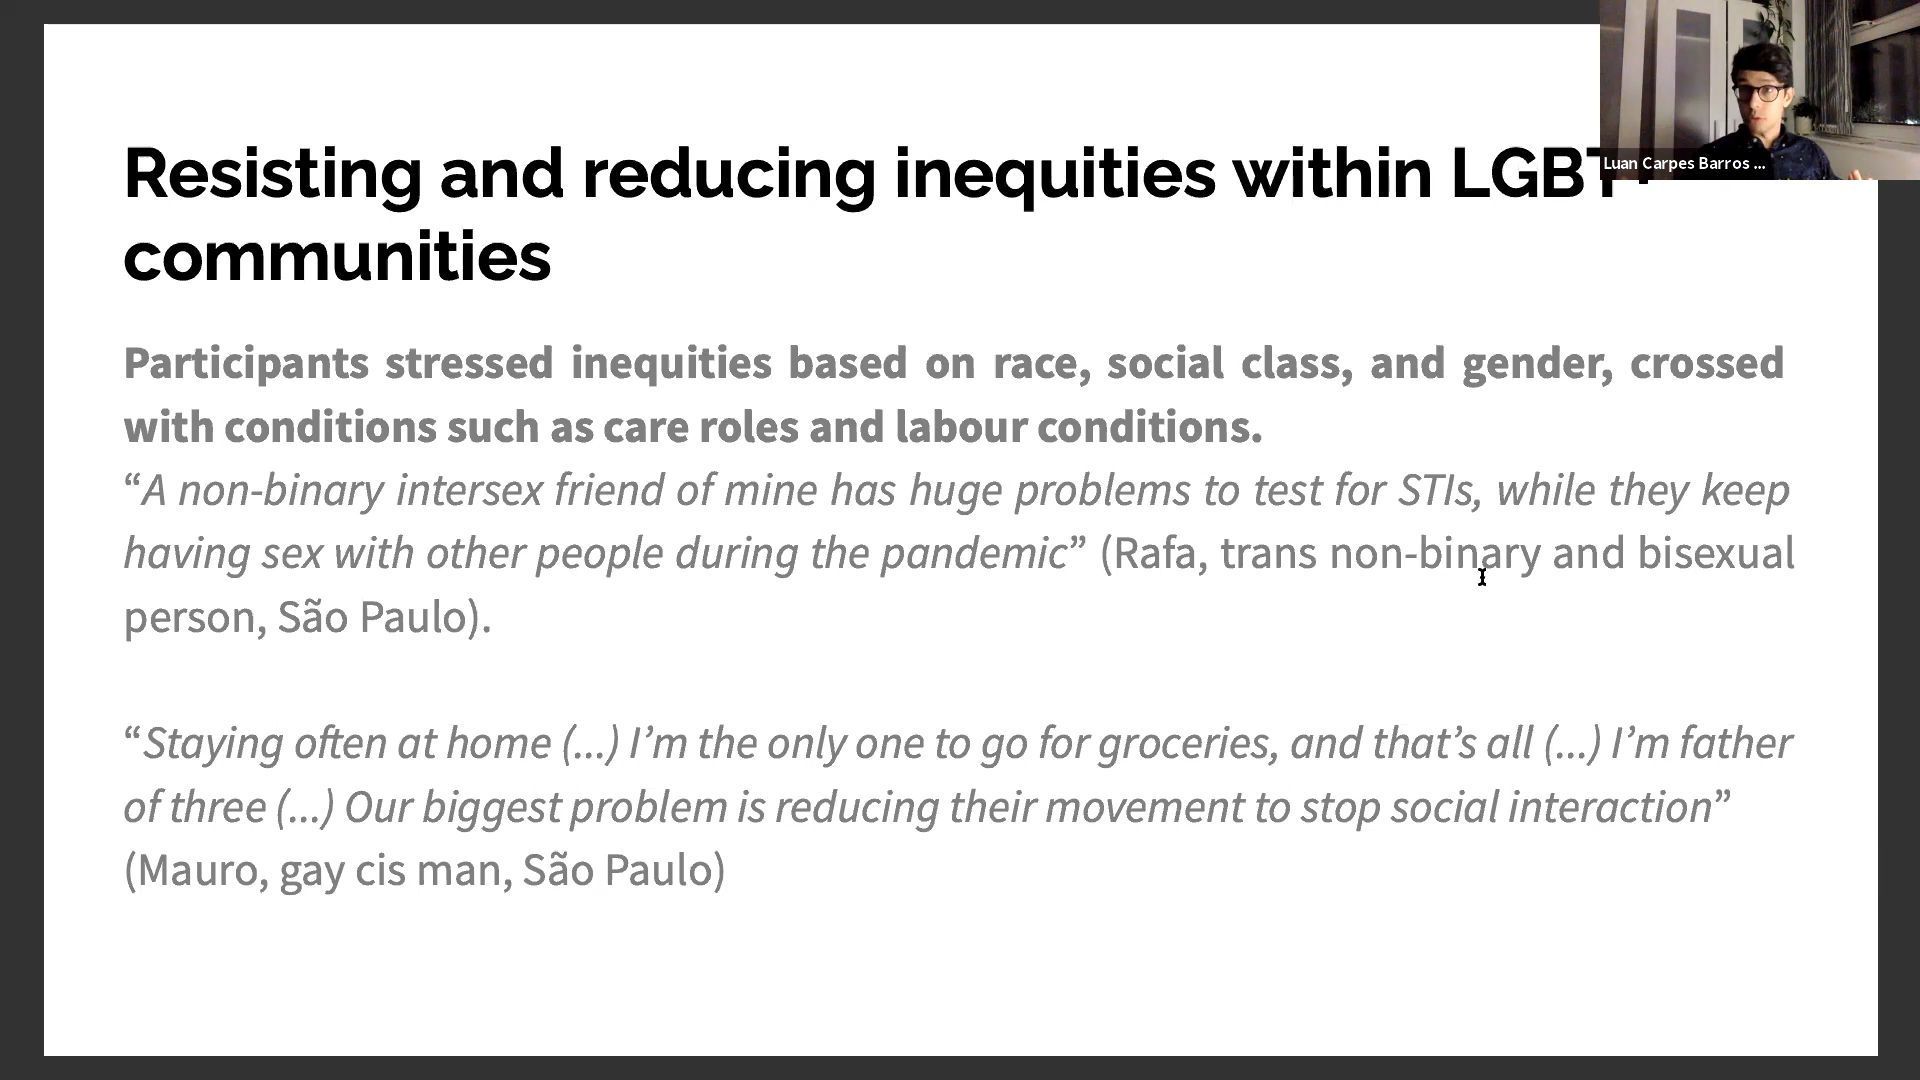 Resisting and reducing inequities within LGBT+
communities
Luan Carpes Barros ...
Participants stressed inequities based on race, social class, and gender, crossed
with conditions such as care roles and labour conditions.
“A non-binary intersex friend of mine has huge problems to test for STIs, while they keep
having sex with other people during the pandemic” (Rafa, trans non-binary and bisexual
person, São Paulo).
“Staying often at home (...) I’m the only one to go for groceries, and that’s all (...) I’m father
of three (...) Our biggest problem is reducing their movement to stop social interaction”
(Mauro, gay cis man, São Paulo)